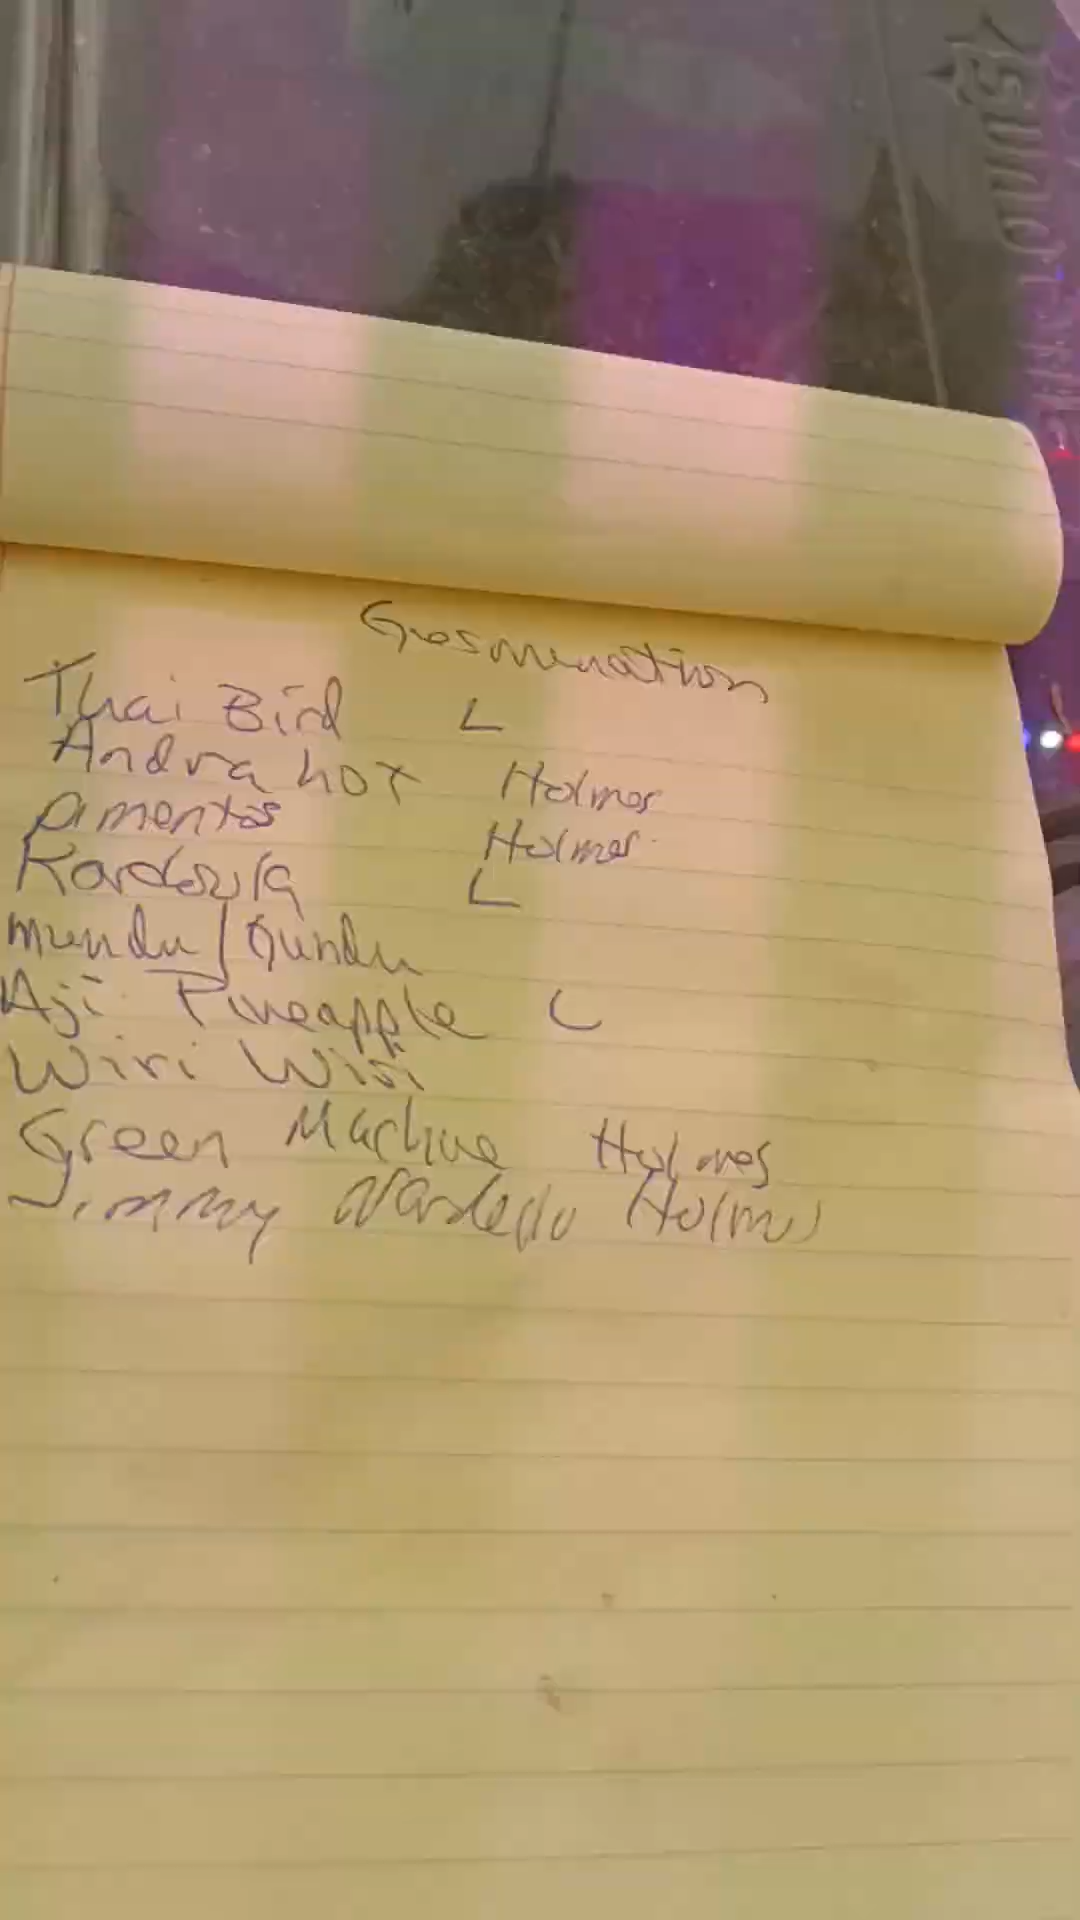 Gesmenation
Thai Bird L
Andra hot Holmes
Pimentos Holmes
Kardoula L
Mundu / Gundu
Aji Pineapple L
Wiri Wiri
Green Machine Holmes
Jimmy Nardello Holmes